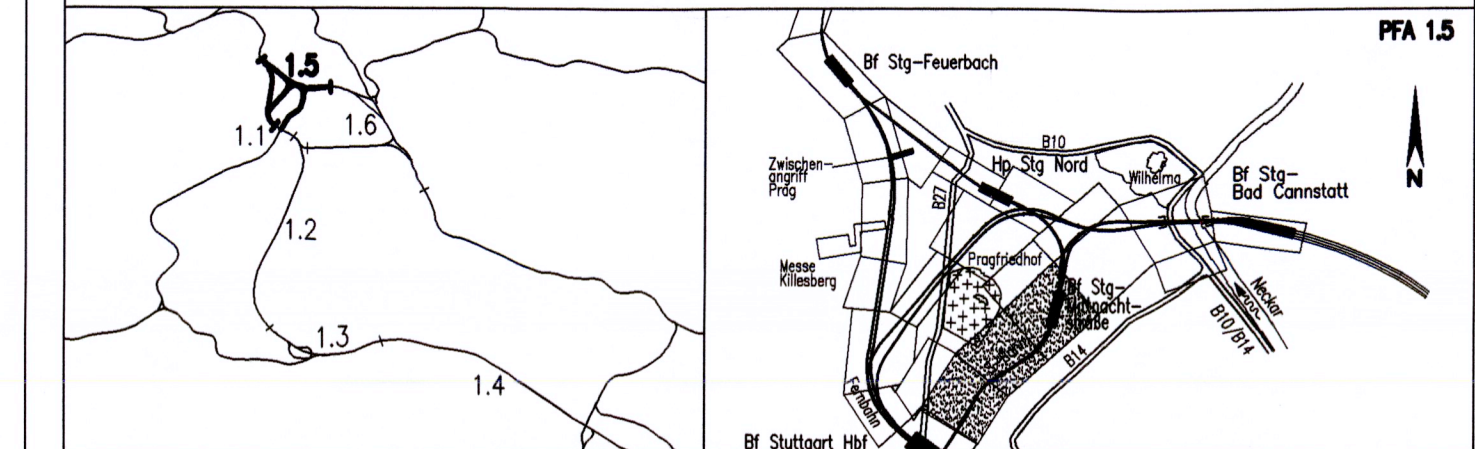 1.5
1.1
1.6
1.2
1.3
1.4
PFA 1.5
Bf Stg-Feuerbach
B10
Zwischen-
angriff
Prag
Hp Stg Nord
Wilhelma
Bf Stg-
Bad Cannstatt
N
B27
Messe
Killesberg
Pragfriedhof
Bf Stg-
Mittnacht-
straße
Neckar
B10/B14
B14
Fernbahn
Bf Stuttgart Hbf